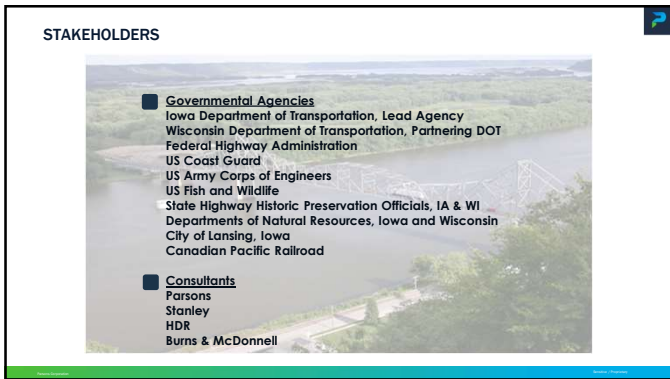 STAKEHOLDERS
Governmental Agencies
Iowa Department of Transportation, Lead Agency
Wisconsin Department of Transportation, Partnering DOT
Federal Highway Administration
US Coast Guard
US Army Corps of Engineers
US Fish and Wildlife
State Highway Historic Preservation Officials, IA & WI
Departments of Natural Resources, Iowa and Wisconsin
City of Lansing, Iowa
Canadian Pacific Railroad
Consultants
Parsons
Stanley
HDR
Burns & McDonnell